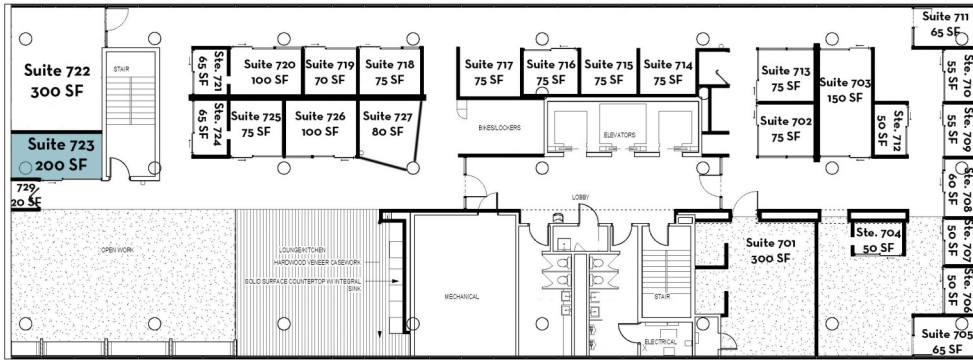 Suite 711
65 SF
Suite 722
300 SF
STAIR
Ste. 721
65 SF
Suite 720
100 SF
Suite 719
70 SF
Suite 718
75 SF
Suite 717
75 SF
Suite 716
75 SF
Suite 715
75 SF
Suite 714
75 SF
Suite 713
75 SF
Suite 703
150 SF
Ste. 710
55 SF
Ste. 724
65 SF
Suite 725
75 SF
Suite 726
100 SF
Suite 727
80 SF
BIKES/LOCKERS
ELEVATORS
Suite 702
75 SF
Ste. 712
50 SF
Ste. 709
55 SF
Suite 723
200 SF
729
20 SF
LOBBY
Ste. 708
60 SF
OPEN WORK
LOUNGE/KITCHEN
HARDWOOD VENEER CASEWORK
SOLID SURFACE COUNTERTOP W/ INTEGRAL
SINK
MECHANICAL
STAIR
ELECTRICAL
Suite 701
300 SF
Ste. 704
50 SF
Ste. 707
50 SF
Ste. 706
50 SF
Suite 705
65 SF